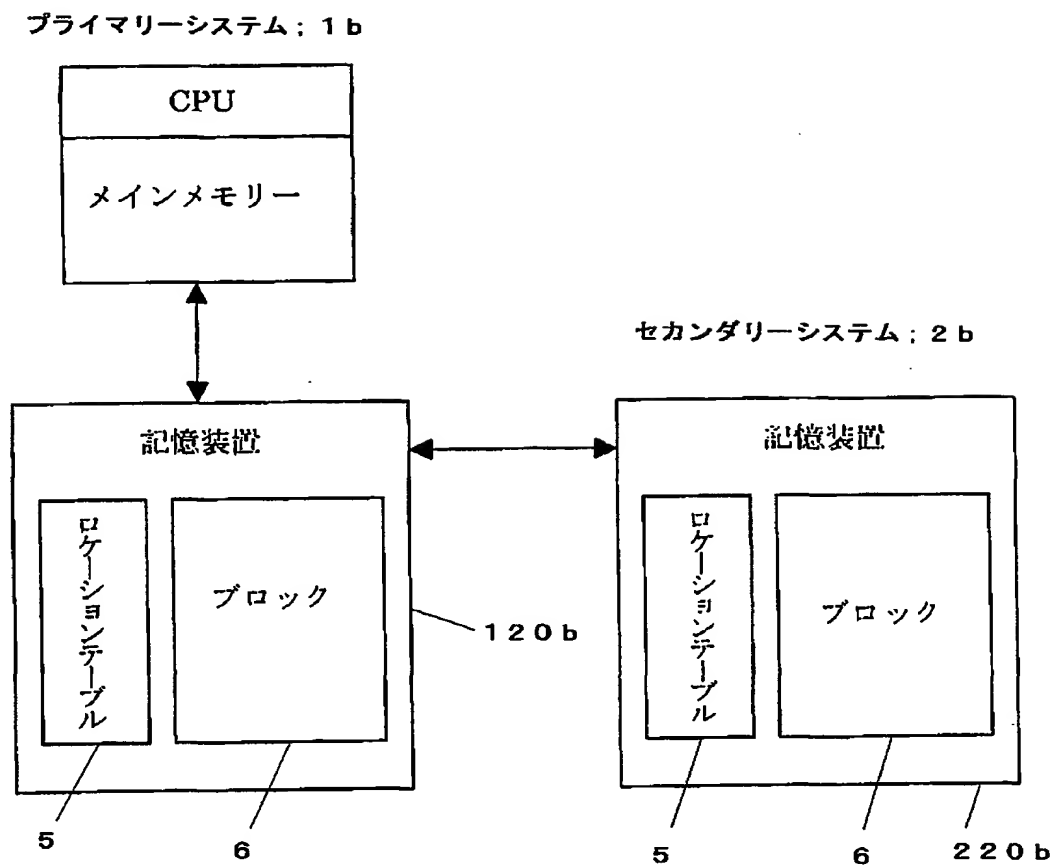 プライマリーシステム；１ｂ
CPU
メインメモリー
セカンダリーシステム；２ｂ
記憶装置
ロケーションテーブル
ブロック
１２０ｂ
５
６
記憶装置
ロケーションテーブル
ブロック
５
６
２２０ｂ